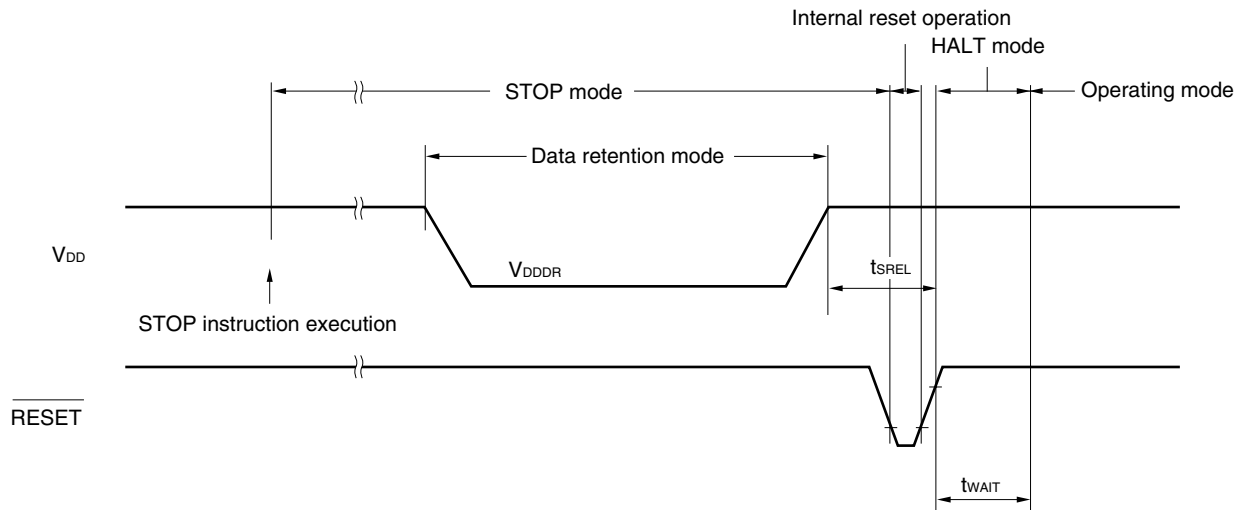 Internal reset operation
HALT mode
STOP mode
Operating mode
Data retention mode
VDD
VDDDR
tSREL
STOP instruction execution
RESET
tWAIT